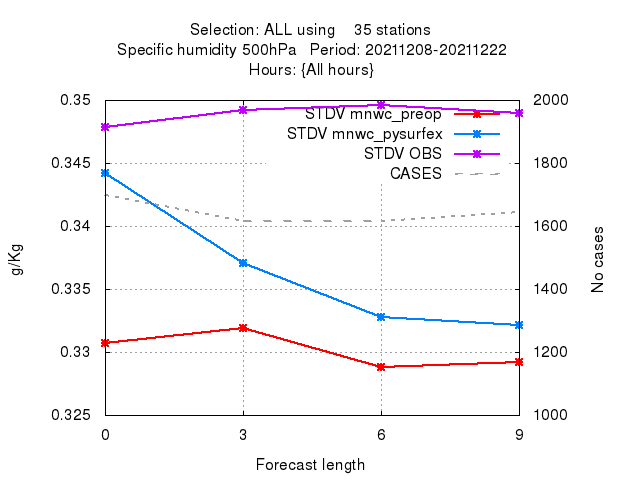 Selection: ALL using 35 stations
Specific humidity 500hPa Period: 20211208-20211222
Hours: {All hours}
STDV mnwc_preop
STDV mnwc_pysurfex
STDV OBS
CASES
0.35
0.345
0.34
0.335
0.33
0.325
2000
1800
1600
1400
1200
1000
g/Kg
No cases
0 3 6 9
Forecast length